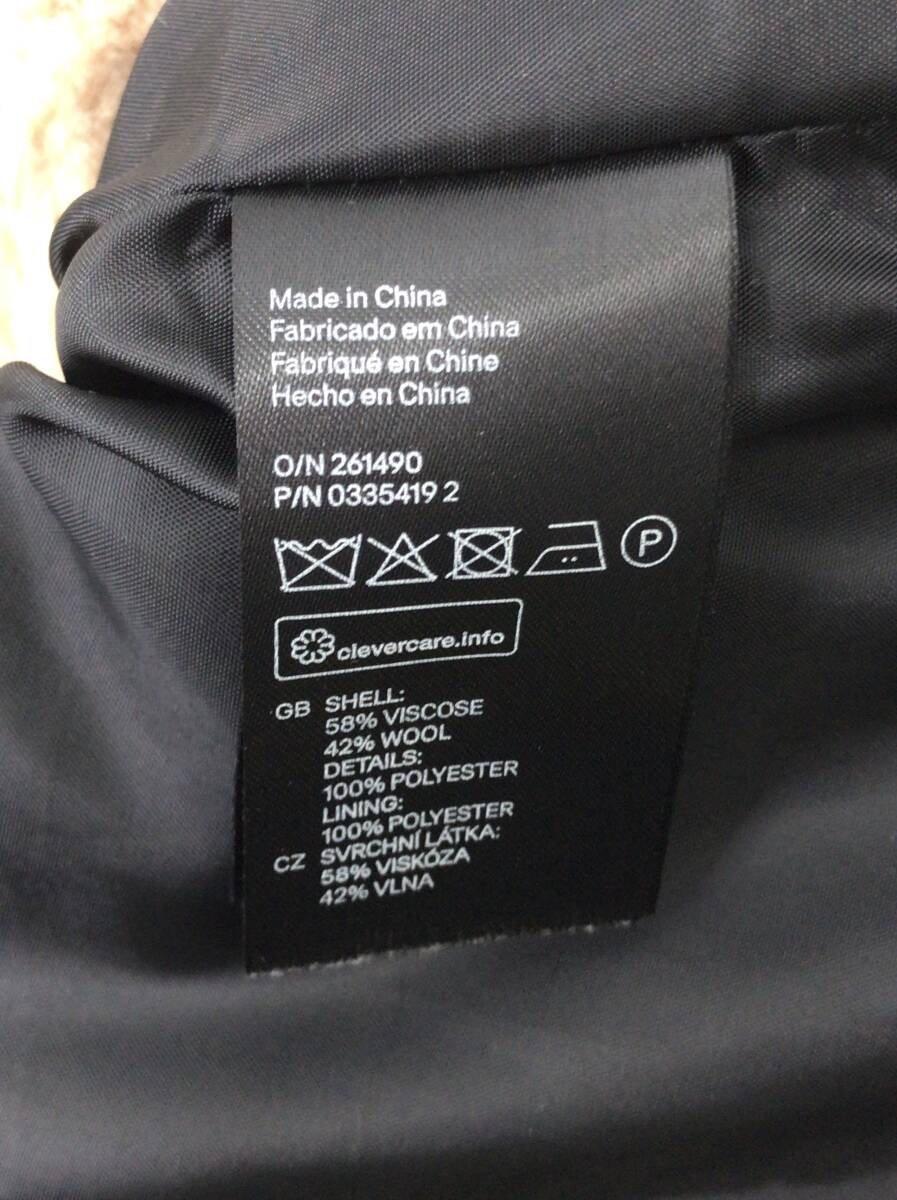 Made in China
Fabricado em China
Fabriqué en Chine
Hecho en China
O/N 261490
P/N 0335419 2
P
clevercare.info
GB SHELL:
58% VISCOSE
42% WOOL
DETAILS:
100% POLYESTER
LINING:
100% POLYESTER
CZ SVRCHNÍ LÁTKA:
58% VISKÓZA
42% VLNA